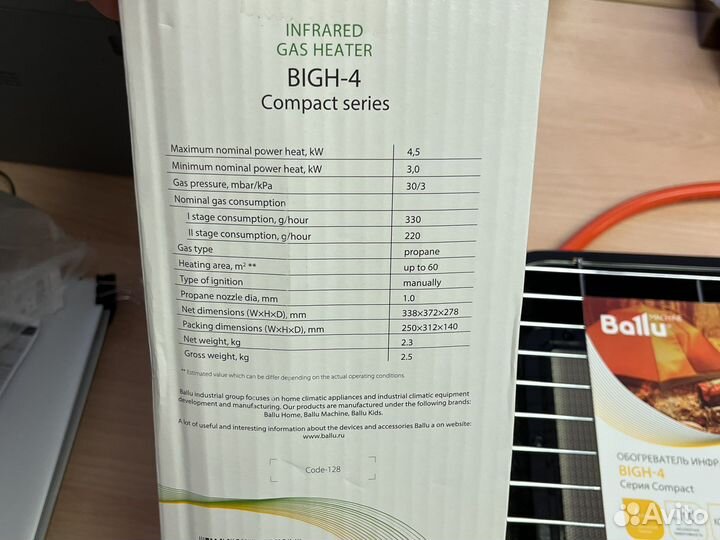 INFRARED
GAS HEATER
BIGH-4
Compact series
Maximum nominal power heat, kW 4,5
Minimum nominal power heat, kW 3,0
Gas pressure, mbar/kPa 30/3
Nominal gas consumption
I stage consumption, g/hour 330
II stage consumption, g/hour 220
Gas type propane
Heating area, m² ** up to 60
Type of ignition manually
Propane nozzle dia, mm 1.0
Net dimensions (W×H×D), mm 338×372×278
Packing dimensions (W×H×D), mm 250×312×140
Net weight, kg 2.3
Gross weight, kg 2.5
** Estimated value which can be differ depending on the actual operating conditions.
Ballu industrial group focuses on home climatic appliances and industrial climatic equipment
development and manufacturing. Our products are manufactured under the following brands:
Ballu Home, Ballu Machine, Ballu Kids.
A lot of useful and interesting information about the devices and accessories Ballu a on website:
www.ballu.ru
Code-128
Ballu
MACHINE
ОБОГРЕВАТЕЛЬ ИНФР
BIGH-4
Серия Compact
Avito